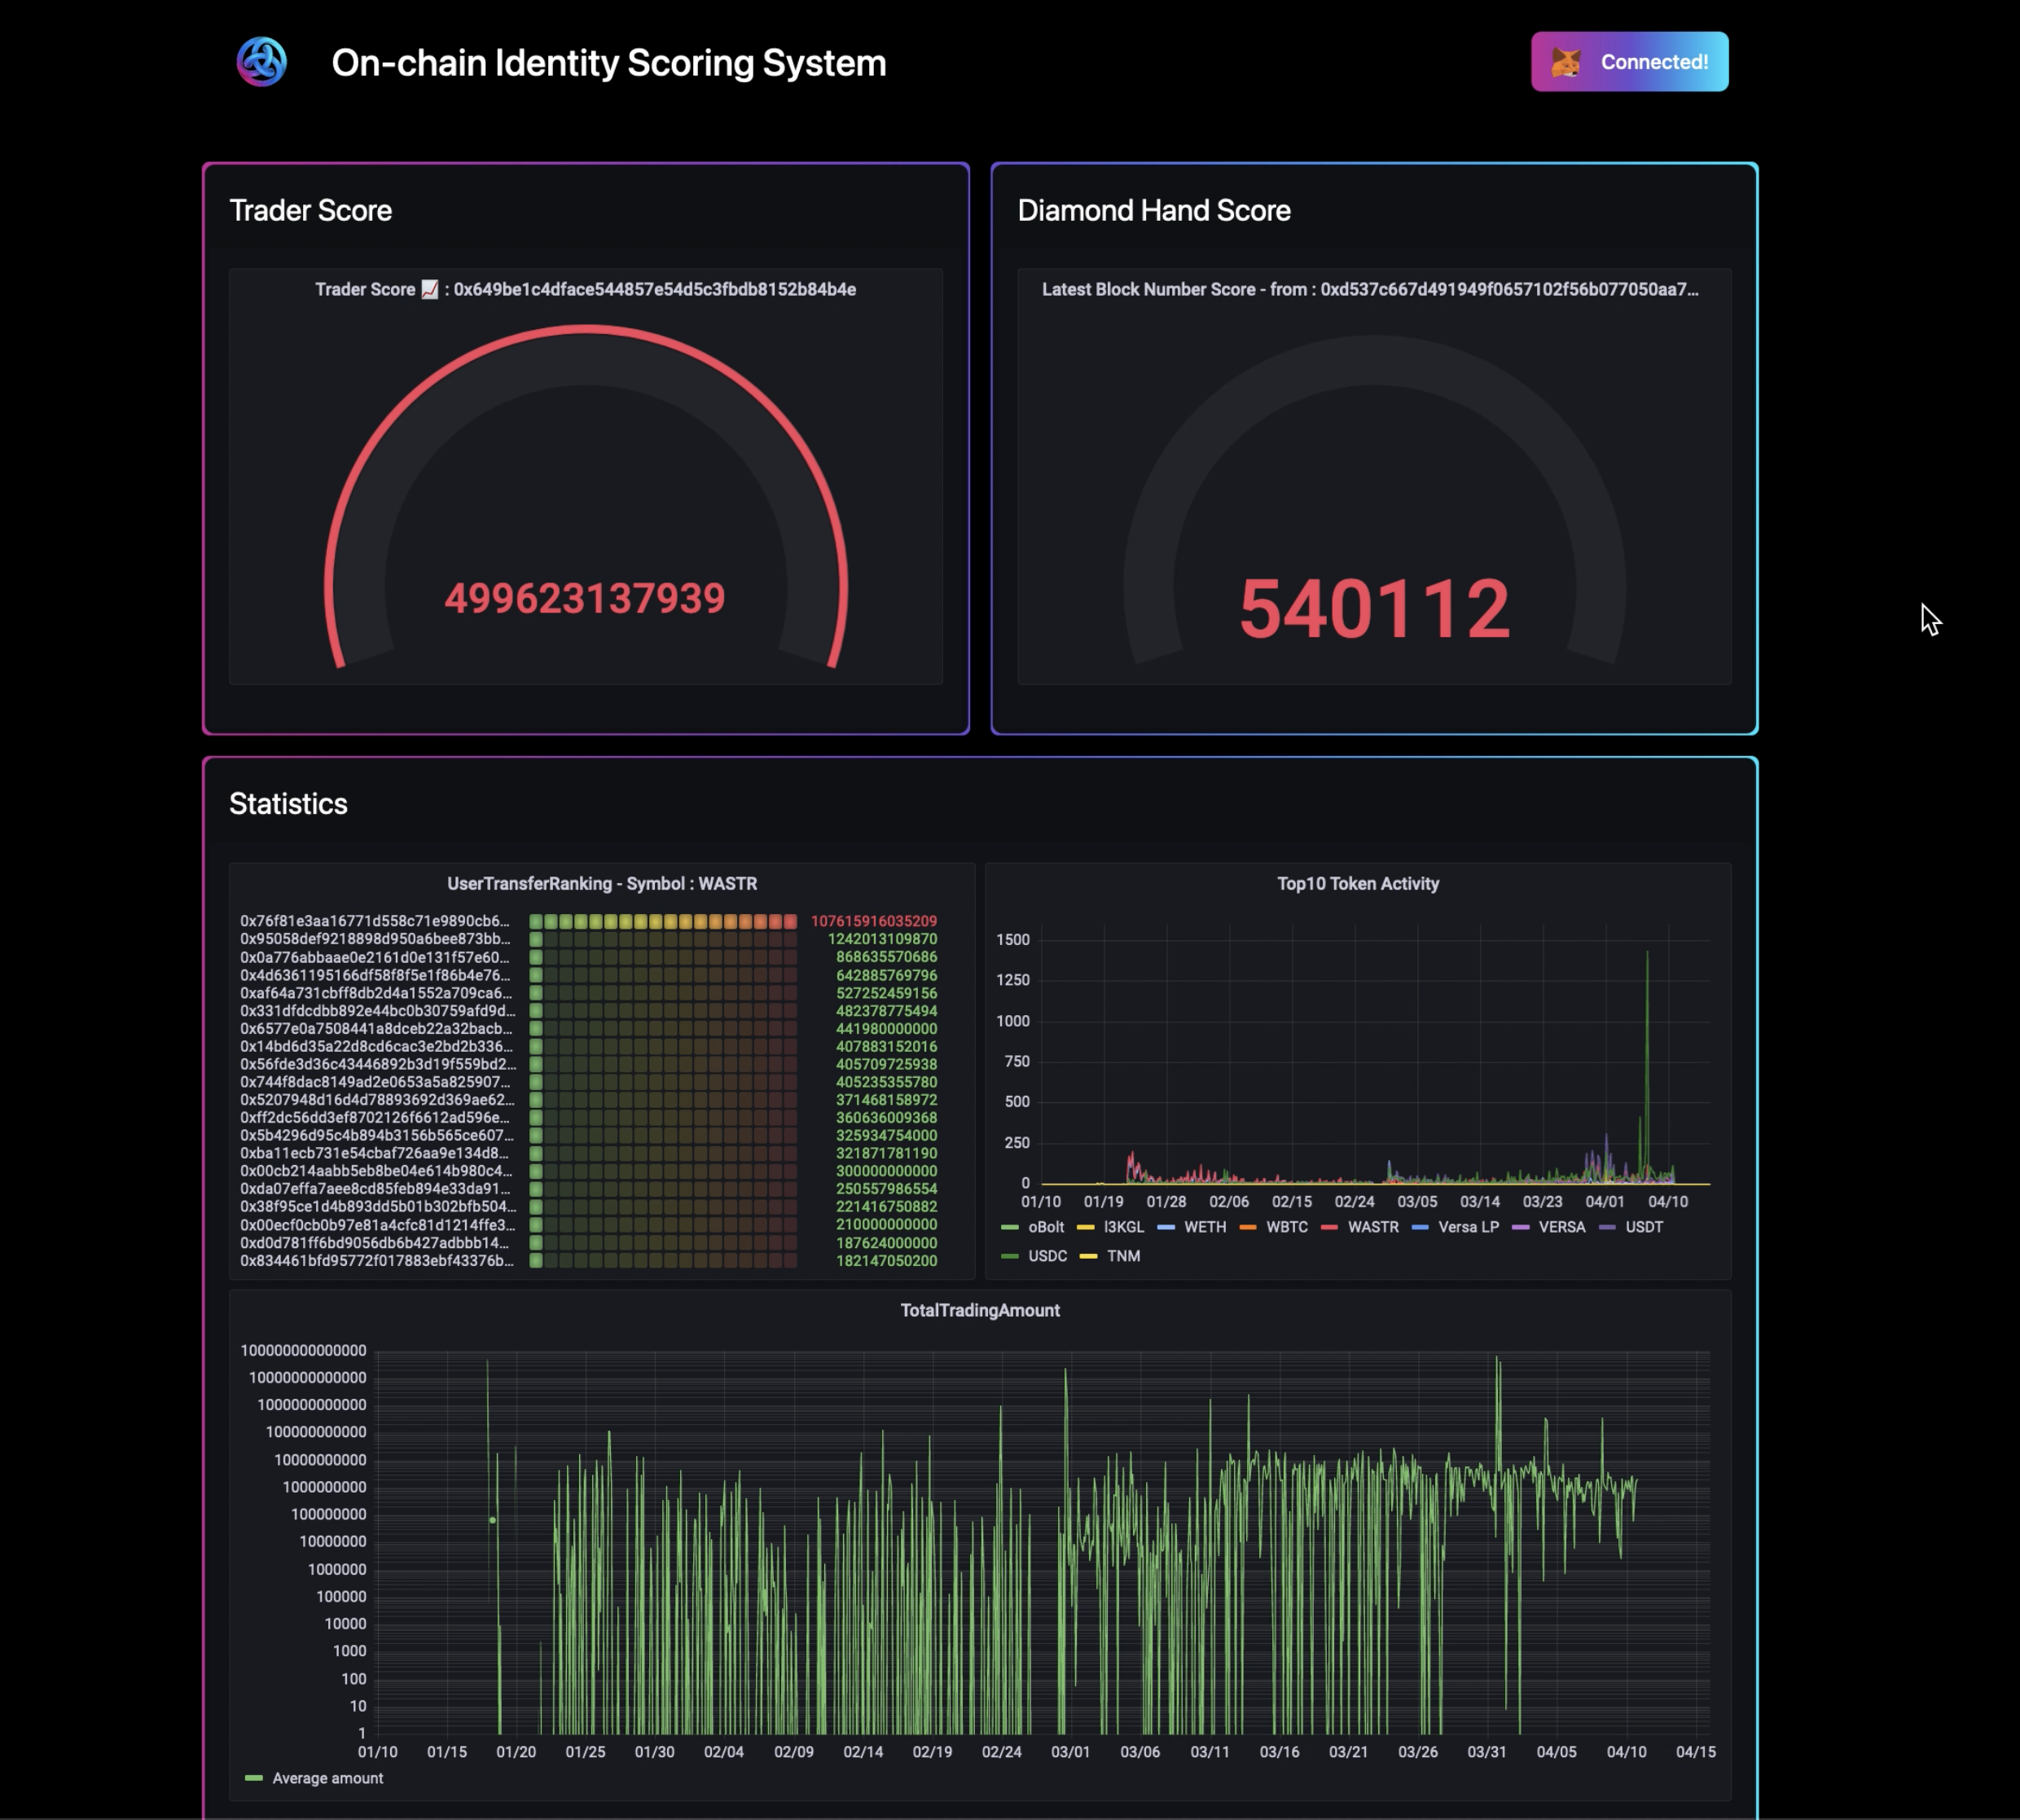 On-chain Identity Scoring System
Connected!
Trader Score
Trader Score 📈 : 0x649be1c4dface544857e54d5c3fbdb8152b84b4e
499623137939
Diamond Hand Score
Latest Block Number Score - from : 0xd537c667d491949f0657102f56b077050aa7...
540112
Statistics
UserTransferRanking - Symbol : WASTR
0x76f81e3aa16771d558c71e9890cb6... 107615916035209
0x95058def9218898d950a6bee873bb... 1242013109870
0x0a776abbaae0e2161d0e131f57e60... 868635570686
0x4d6361195166df58f8f5e1f86b4e76... 642885769796
0xaf64a731cbff8db2d4a1552a709ca6... 527252459156
0x331dfdcdbb892e44bc0b30759afd9d... 482378775494
0x6577e0a7508441a8dceb22a32bacb... 441980000000
0x14bd6d35a22d8cd6cac3e2bd2b336... 407883152016
0x56fde3d36c43446892b3d19f559bd2... 405709725938
0x744f8dac8149ad2e0653a5a825907... 405235355780
0x5207948d16d4d78893692d369ae62... 371468158972
0xff2dc56dd3ef8702126f6612ad596e... 360636009368
0x5b4296d95c4b894b3156b565ce607... 325934754000
0xba11ecb731e54cbaf726aa9e134d8... 321871781190
0x00cb214aabb5eb8be04e614b980c4... 300000000000
0xda07effa7aee8cd85feb894e33da91... 250557986554
0x38f95ce1d4b893dd5b01b302bfb504... 221416750882
0x00ecf0cb0b97e81a4cfc81d1214ffe3... 210000000000
0xd0d781ff6bd9056db6b427adbbb14... 187624000000
0x834461bfd95772f017883ebf43376b... 182147050200
Top10 Token Activity
1500
1250
1000
750
500
250
0
01/10 01/19 01/28 02/06 02/15 02/24 03/05 03/14 03/23 04/01 04/10
oBolt I3KGL WETH WBTC WASTR Versa LP VERSA USDT
USDC TNM
TotalTradingAmount
100000000000000
10000000000000
1000000000000
100000000000
10000000000
1000000000
100000000
10000000
1000000
100000
10000
1000
100
10
1
01/10 01/15 01/20 01/25 01/30 02/04 02/09 02/14 02/19 02/24 03/01 03/06 03/11 03/16 03/21 03/26 03/31 04/05 04/10 04/15
Average amount